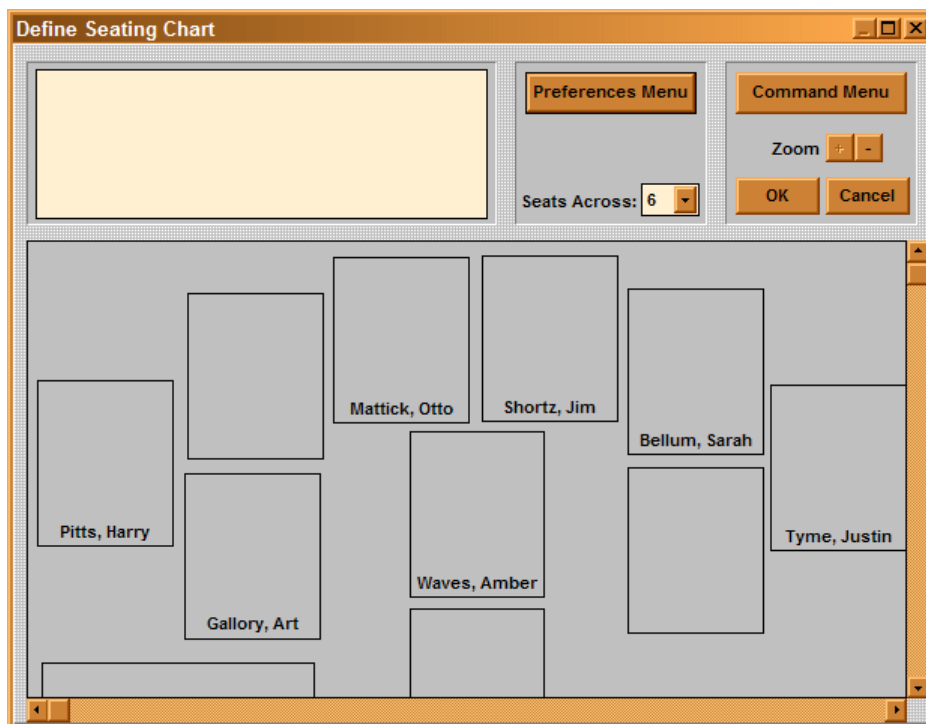 Define Seating Chart
Preferences Menu
Command Menu
Zoom + -
Seats Across: 6
OK
Cancel
Mattick, Otto
Shortz, Jim
Bellum, Sarah
Pitts, Harry
Tyme, Justin
Waves, Amber
Gallory, Art